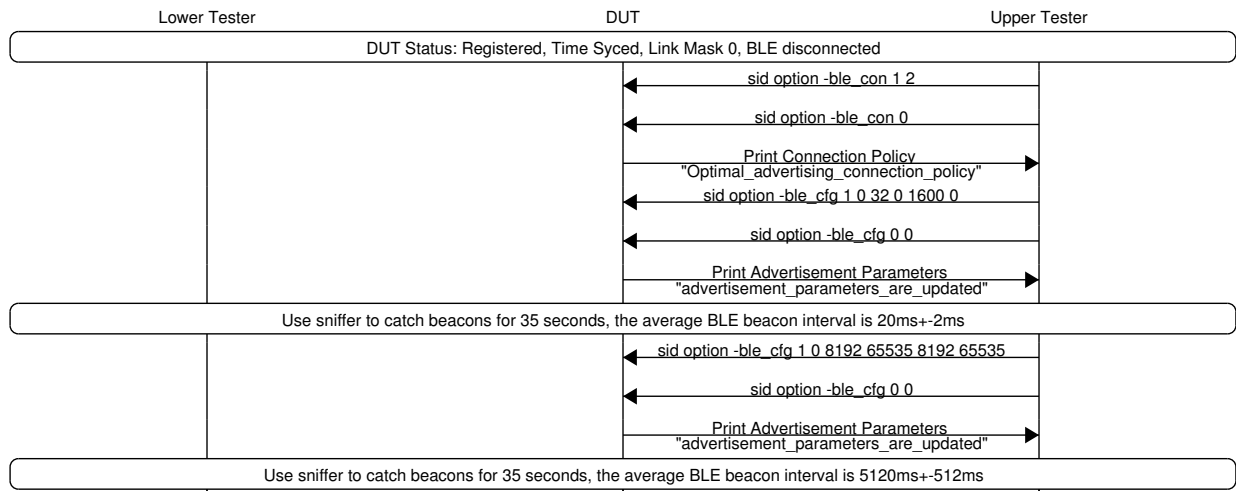 Lower Tester DUT Upper Tester
DUT Status: Registered, Time Syced, Link Mask 0, BLE disconnected
sid option -ble_con 1 2
sid option -ble_con 0
Print Connection Policy
"Optimal_advertising_connection_policy"
sid option -ble_cfg 1 0 32 0 1600 0
sid option -ble_cfg 0 0
Print Advertisement Parameters
"advertisement_parameters_are_updated"
Use sniffer to catch beacons for 35 seconds, the average BLE beacon interval is 20ms+-2ms
sid option -ble_cfg 1 0 8192 65535 8192 65535
sid option -ble_cfg 0 0
Print Advertisement Parameters
"advertisement_parameters_are_updated"
Use sniffer to catch beacons for 35 seconds, the average BLE beacon interval is 5120ms+-512ms